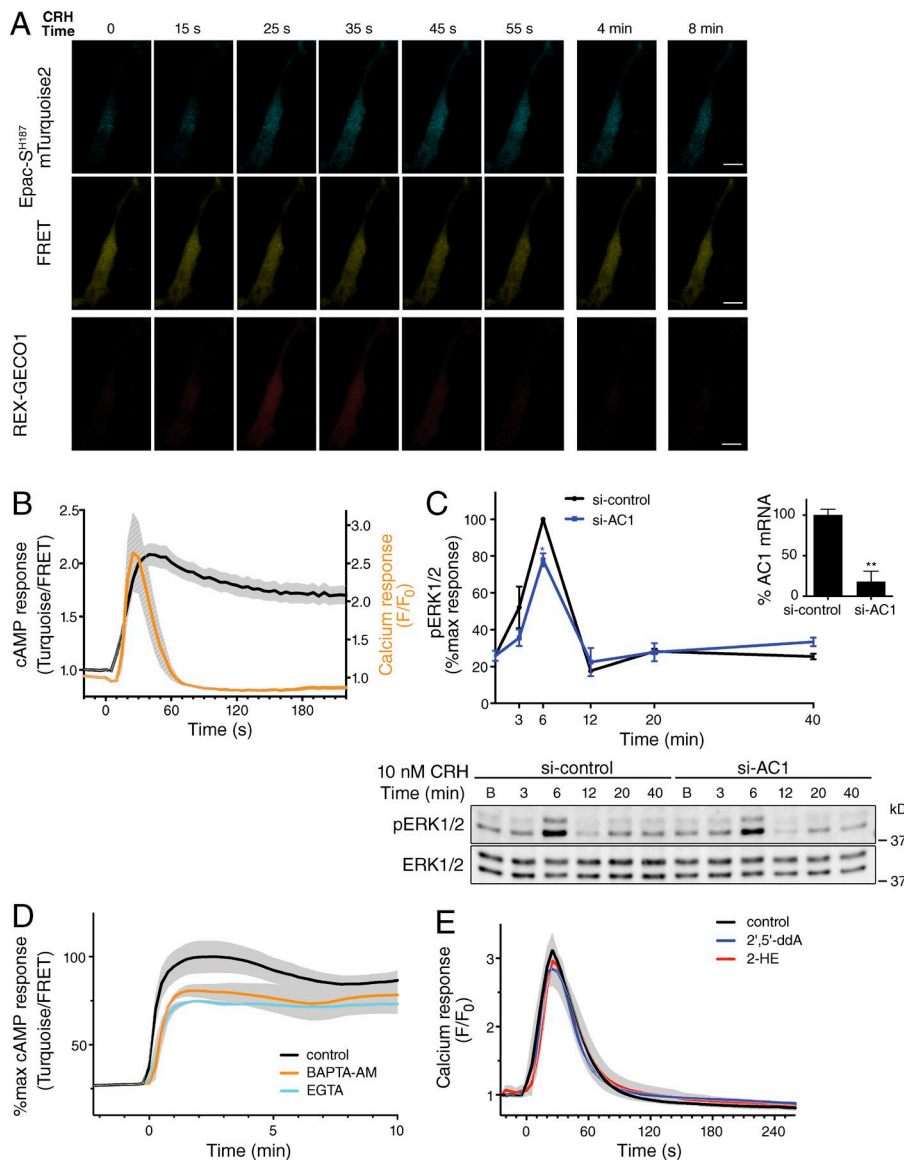 A
CRH
Time 0 15 s 25 s 35 s 45 s 55 s 4 min 8 min
Epac-S^H187
mTurquoise2
FRET
REX-GECO1
B
cAMP response
(Turquoise/FRET)
2.5
2.0
1.0
3.0
2.5
2.0
1.5
1.0
Calcium response
(F/F₀)
0 60 120 180
Time (s)
C
si-control
si-AC1
pERK1/2
(%max response)
100
80
60
40
20
0
*
3 6 12 20 40
Time (min)
% AC1 mRNA
100
50
0
**
si-control si-AC1
10 nM CRH si-control si-AC1
Time (min) B 3 6 12 20 40 B 3 6 12 20 40 kD
pERK1/2
37
ERK1/2
37
D
%max cAMP response
(Turquoise/FRET)
100
50
control
BAPTA-AM
EGTA
0 5 10
Time (min)
E
control
2',5'-ddA
2-HE
Calcium response
(F/F₀)
3
2
1
0 60 120 180 240
Time (s)